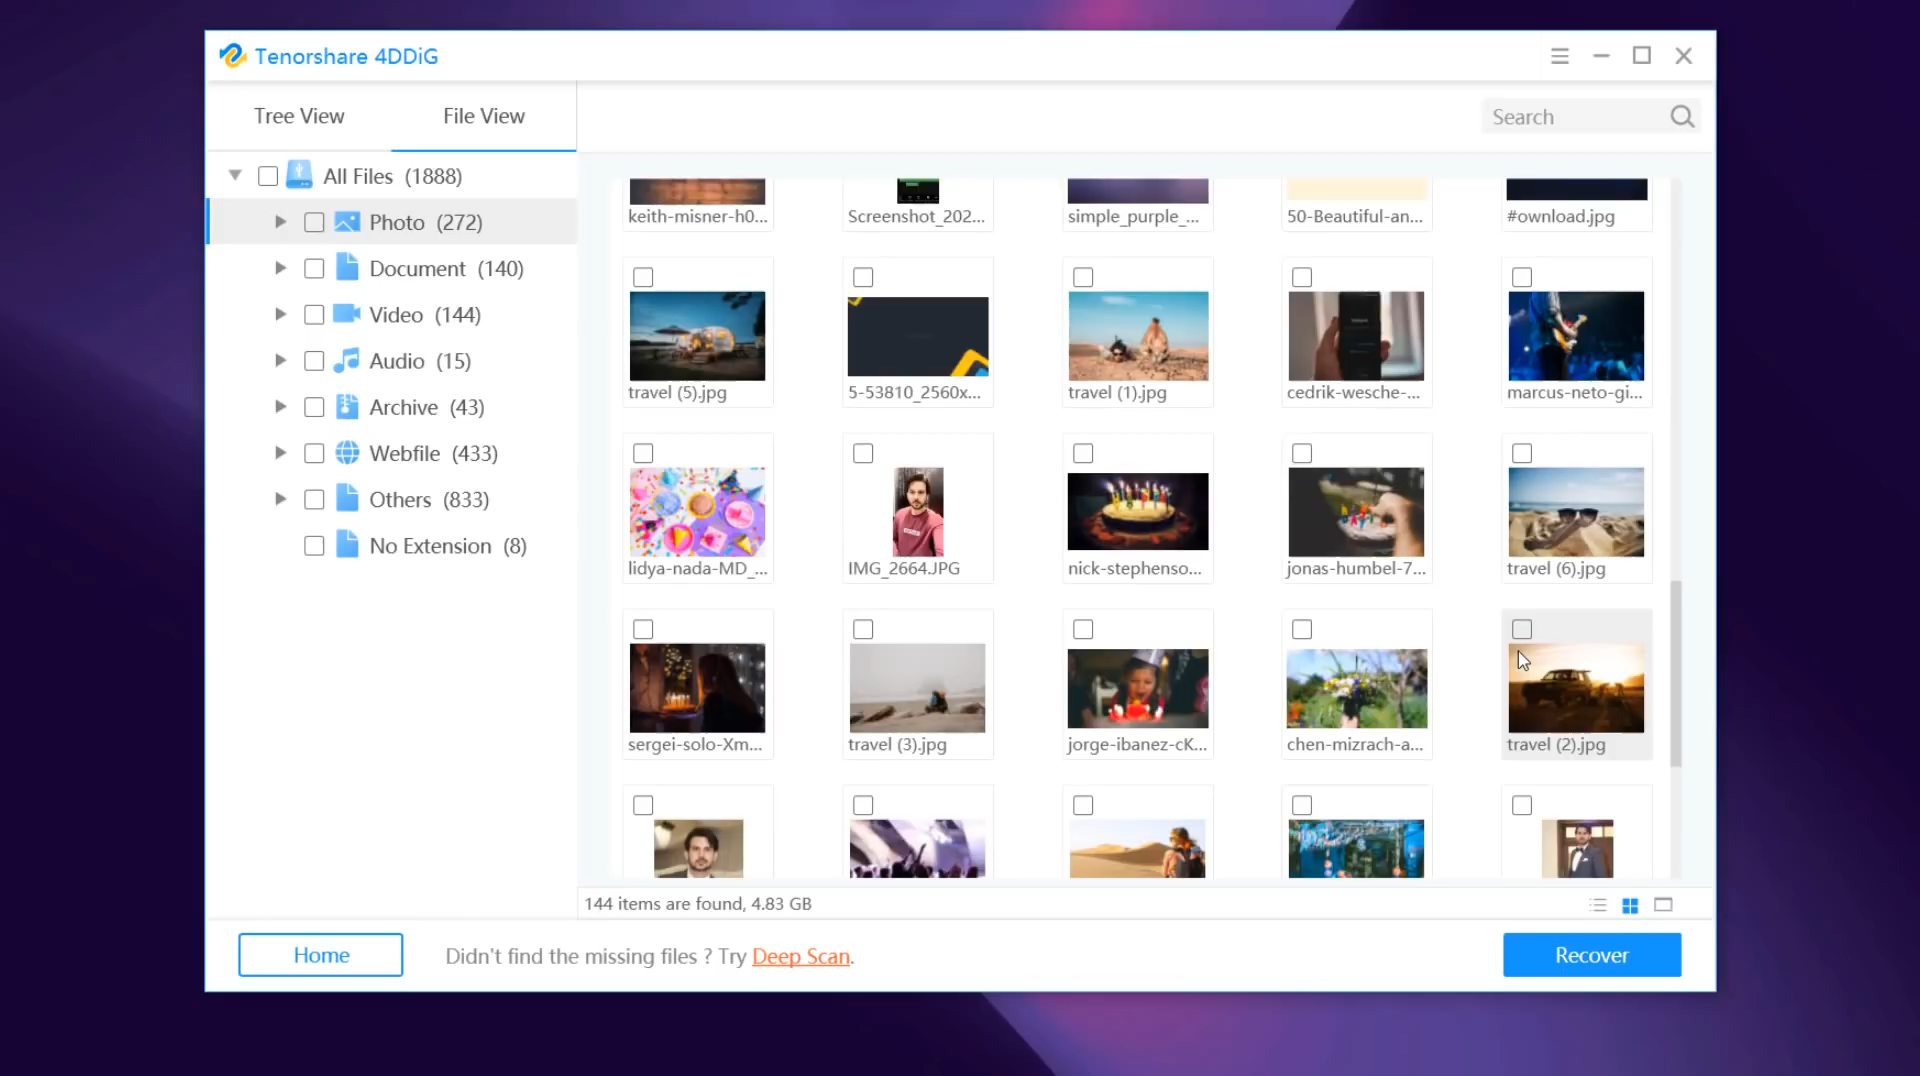 Tenorshare 4DDiG
Tree View
File View
Search
All Files (1888)
Photo (272)
Document (140)
Video (144)
Audio (15)
Archive (43)
Webfile (433)
Others (833)
No Extension (8)
keith-misner-h0...
Screenshot_202...
simple_purple_...
50-Beautiful-an...
#ownload.jpg
travel (5).jpg
5-53810_2560x...
travel (1).jpg
cedrik-wesche-...
marcus-neto-gi...
lidya-nada-MD_...
IMG_2664.JPG
nick-stephenso...
jonas-humbel-7...
travel (6).jpg
sergei-solo-Xm...
travel (3).jpg
jorge-ibanez-cK...
chen-mizrach-a...
travel (2).jpg
144 items are found, 4.83 GB
Home
Didn't find the missing files ? Try Deep Scan.
Recover